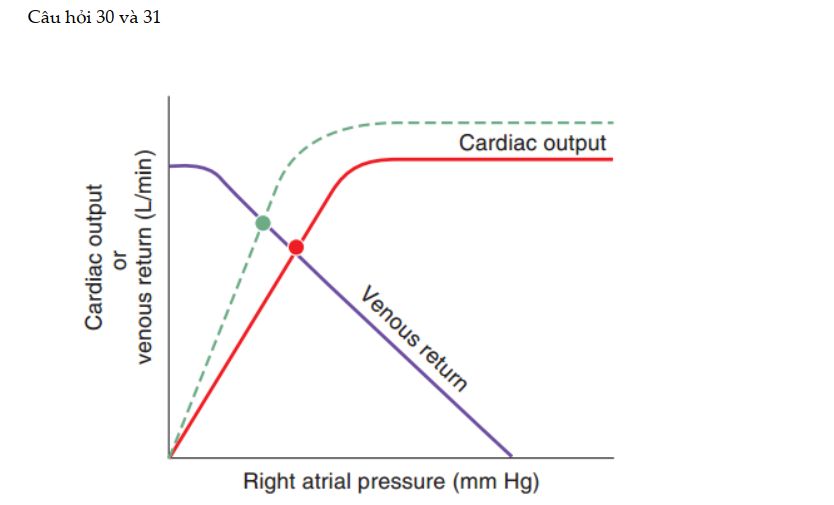 Câu hỏi 30 và 31
Cardiac output
or
venous return (L/min)
Cardiac output
Venous return
Right atrial pressure (mm Hg)